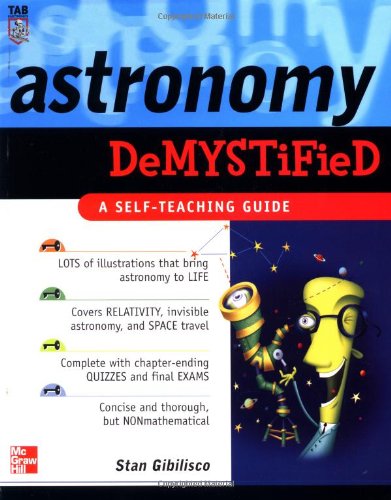 TAB
astronomy
DeMYSTiFieD
A SELF-TEACHING GUIDE
LOTS of illustrations that bring
astronomy to LIFE
Covers RELATIVITY, invisible
astronomy, and SPACE travel
Complete with chapter-ending
QUIZZES and final EXAMS
Concise and thorough,
but NONmathematical
Mc
Graw
Hill
Stan Gibilisco